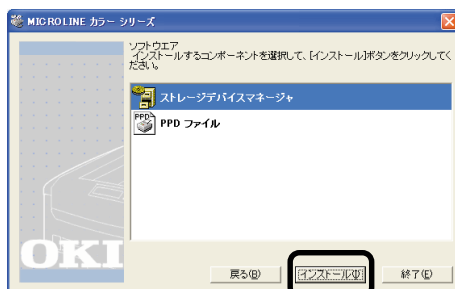 MICROLINE カラー シリーズ
ソフトウエア
インストールするコンポーネントを選択して、[インストール]ボタンをクリックしてく
ださい。
ストレージデバイスマネージャ
PPD
PPD ファイル
OKI
戻る(B)
インストール(I)
終了(E)